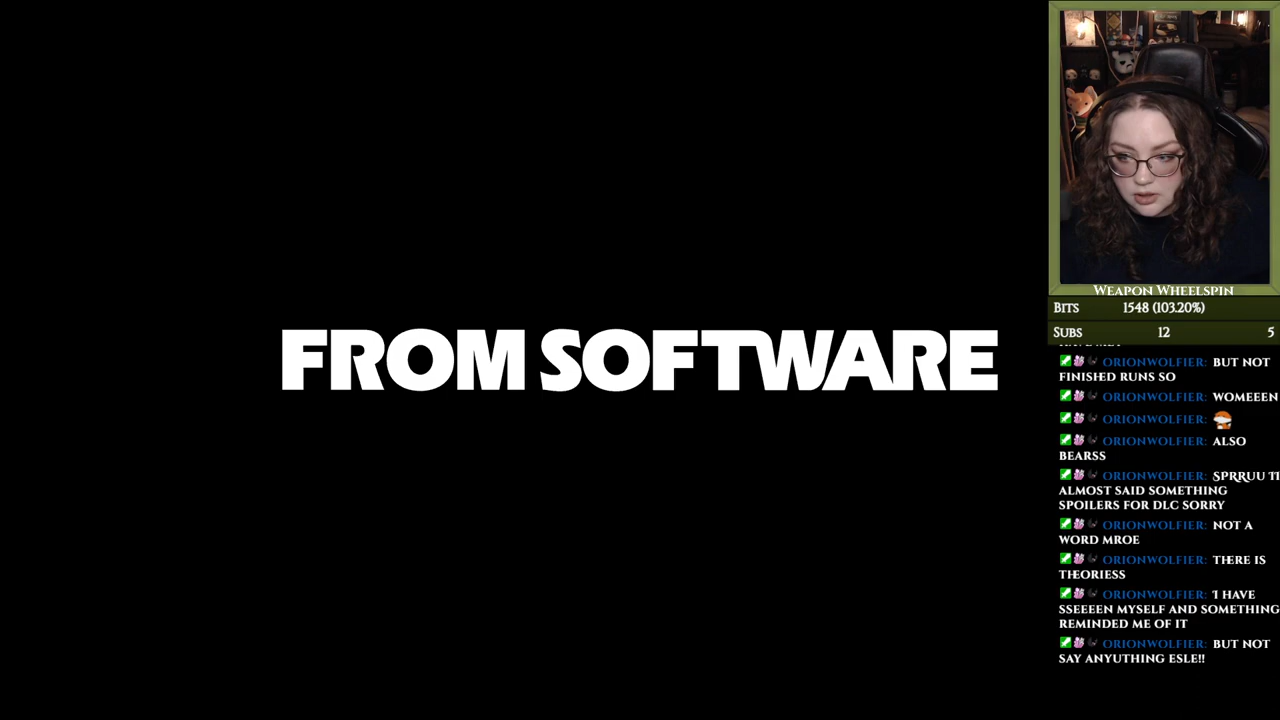 FROM SOFTWARE
WEAPON WHEELSPIN
BITS 1548 (103.20%)
SUBS 12 5
ORIONWOLFIER: BUT NOT
FINISHED RUNS SO
ORIONWOLFIER: WOMEEEN
ORIONWOLFIER:
ORIONWOLFIER: ALSO
BEARSS
ORIONWOLFIER: SPRRUU TI
ALMOST SAID SOMETHING
SPOILERS FOR DLC SORRY
ORIONWOLFIER: NOT A
WORD MROE
ORIONWOLFIER: THERE IS
THEORIESS
ORIONWOLFIER: I HAVE
SSEEEEN MYSELF AND SOMETHING
REMINDED ME OF IT
ORIONWOLFIER: BUT NOT
SAY ANYUTHING ESLE!!